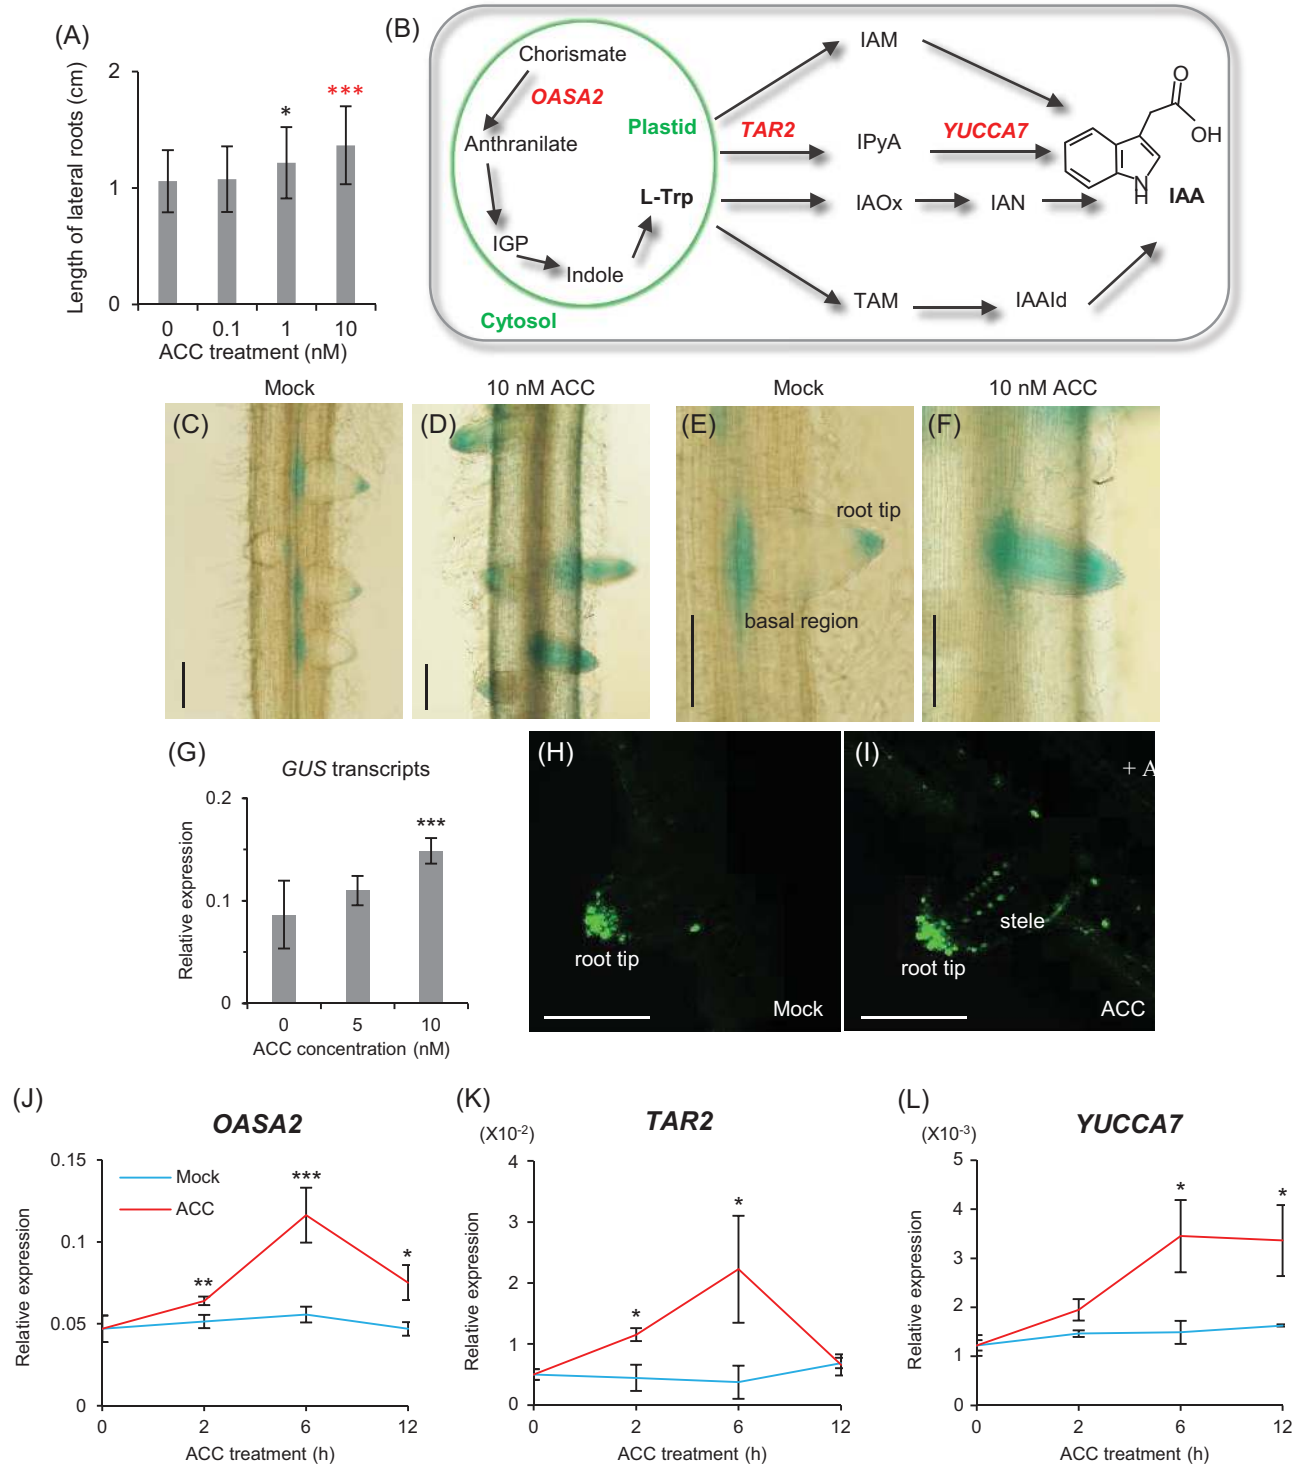 (A)
Length of lateral roots (cm)
2
1
0
*
***
0 0.1 1 10
ACC treatment (nM)
(B)
Chorismate
OASA2
Anthranilate
Plastid
L-Trp
IGP
Indole
Cytosol
IAM
TAR2
IPyA
YUCCA7
IAOx
IAN
TAM
IAAld
O
OH
N
H
IAA
Mock
(C)
10 nM ACC
(D)
Mock
(E)
root tip
basal region
10 nM ACC
(F)
(G)
GUS transcripts
Relative expression
0.2
0.1
0
***
0 5 10
ACC concentration (nM)
(H)
root tip
Mock
(I)
+ A
stele
root tip
ACC
(J)
OASA2
Relative expression
0.15
0.1
0.05
0
Mock
ACC
**
***
*
0 2 6 12
ACC treatment (h)
(K)
TAR2
(X10-2)
Relative expression
4
3
2
1
0
*
*
0 2 6 12
ACC treatment (h)
(L)
YUCCA7
(X10-3)
Relative expression
5
4
3
2
1
0
*
*
0 2 6 12
ACC treatment (h)